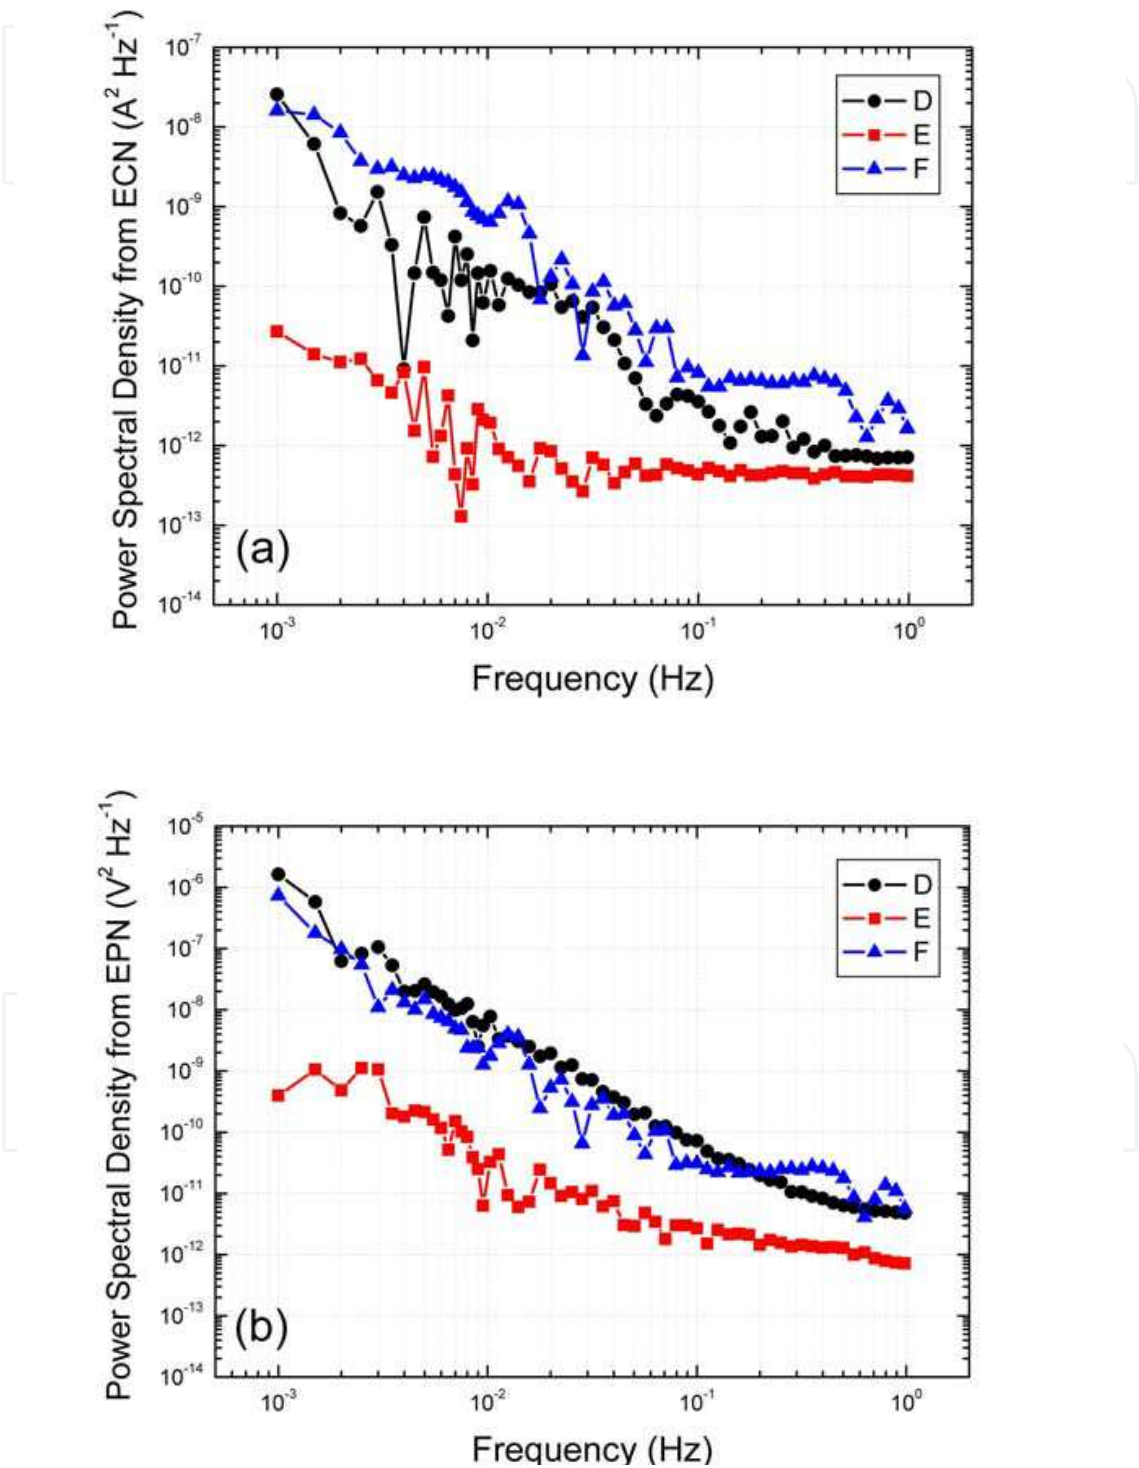 Power Spectral Density from ECN (A² Hz⁻¹)
10⁻⁷
10⁻⁸
10⁻⁹
10⁻¹⁰
10⁻¹¹
10⁻¹²
10⁻¹³
10⁻¹⁴
D
E
F
(a)
10⁻³ 10⁻² 10⁻¹ 10⁰
Frequency (Hz)
Power Spectral Density from EPN (V² Hz⁻¹)
10⁻⁵
10⁻⁶
10⁻⁷
10⁻⁸
10⁻⁹
10⁻¹⁰
10⁻¹¹
10⁻¹²
10⁻¹³
10⁻¹⁴
D
E
F
(b)
10⁻³ 10⁻² 10⁻¹ 10⁰
Frequency (Hz)